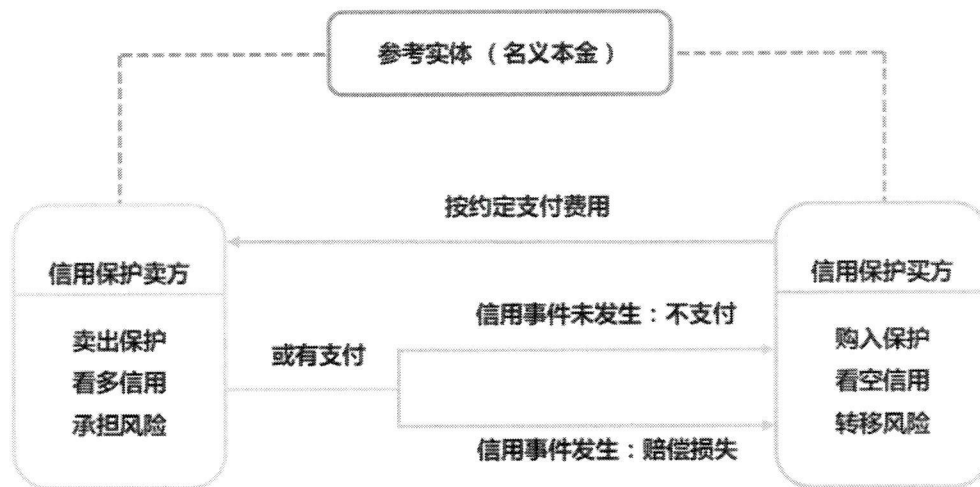 参考实体（名义本金）
按约定支付费用
信用保护卖方
信用保护买方
信用事件未发生：不支付
卖出保护
购入保护
或有支付
看多信用
看空信用
承担风险
转移风险
信用事件发生：赔偿损失